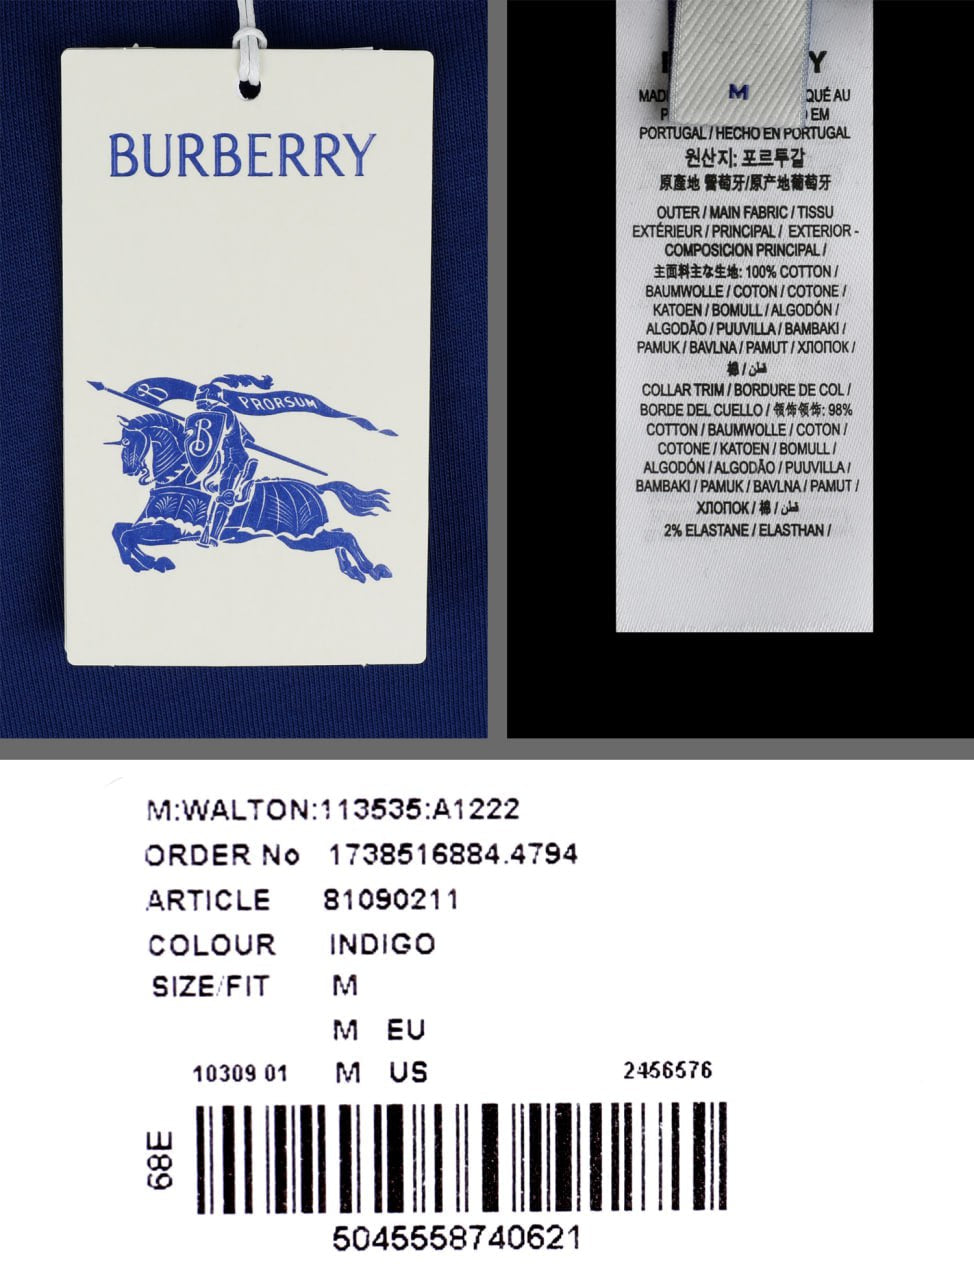 BURBERRY
B PRORSUM
B
Y
M
MAD QUÉ AU
P EM
PORTUGAL / HECHO EN PORTUGAL
원산지: 포르투갈
原產地 葡萄牙/原产地葡萄牙
OUTER / MAIN FABRIC / TISSU
EXTÉRIEUR / PRINCIPAL / EXTERIOR -
COMPOSICION PRINCIPAL /
主面料主な生地: 100% COTTON /
BAUMWOLLE / COTON / COTONE /
KATOEN / BOMULL / ALGODÓN /
ALGODÃO / PUUVILLA / BAMBAKI /
PAMUK / BAVLNA / PAMUT / ХЛОПОК /
棉 / قطن
COLLAR TRIM / BORDURE DE COL /
BORDE DEL CUELLO / 领饰领饰: 98%
COTTON / BAUMWOLLE / COTON /
COTONE / KATOEN / BOMULL /
ALGODÓN / ALGODÃO / PUUVILLA /
BAMBAKI / PAMUK / BAVLNA / PAMUT /
ХЛОПОК / 棉 / قطن
2% ELASTANE / ELASTHAN /
M:WALTON:113535:A1222
ORDER No 1738516884.4794
ARTICLE 81090211
COLOUR INDIGO
SIZE/FIT M
M EU
10309 01 M US 2456576
68E
5045558740621